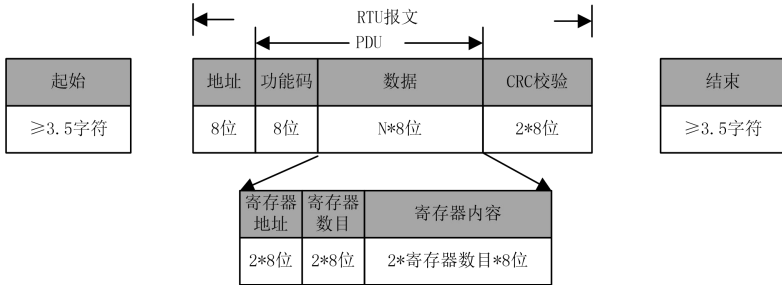 RTU报文
PDU
起始 地址 功能码 数据 CRC校验 结束
≥3.5字符 8位 8位 N*8位 2*8位 ≥3.5字符
寄存器 寄存器 寄存器内容
地址 数目
2*8位 2*8位 2*寄存器数目*8位